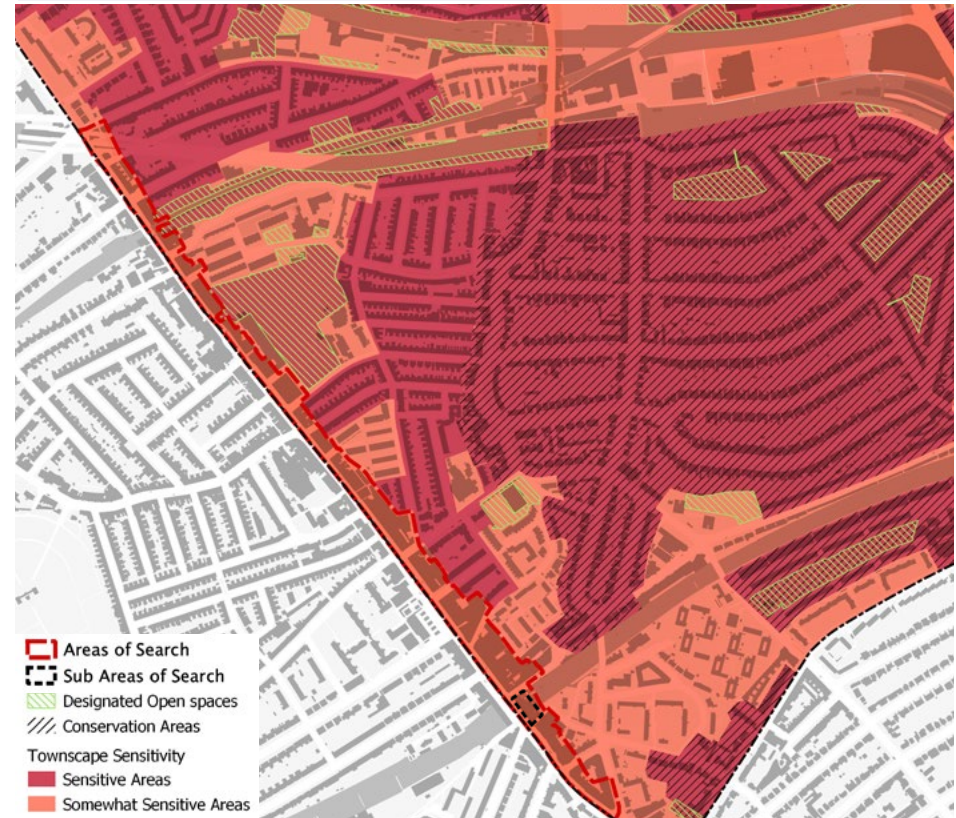 Areas of Search
Sub Areas of Search
Designated Open spaces
Conservation Areas
Townscape Sensitivity
Sensitive Areas
Somewhat Sensitive Areas